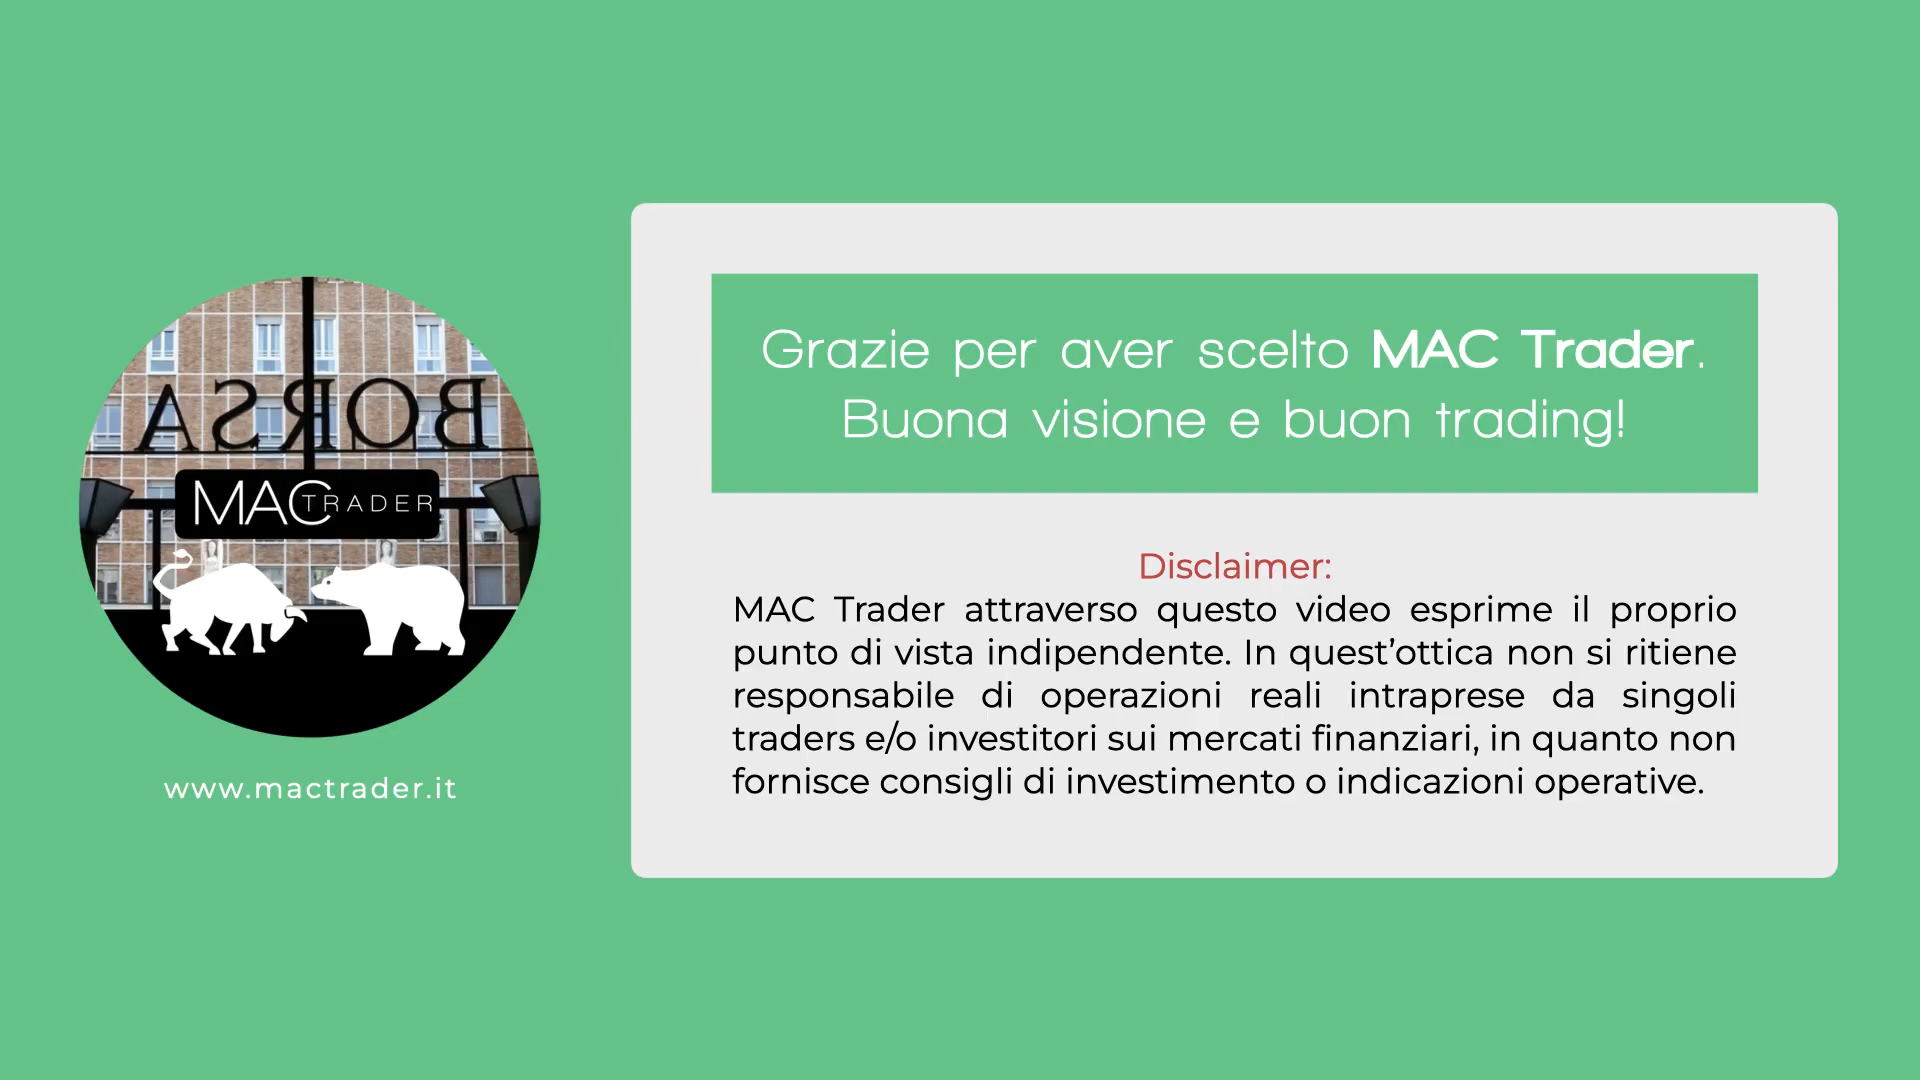 BORSA
MAC TRADER
www.mactrader.it
Grazie per aver scelto MAC Trader.
Buona visione e buon trading!
Disclaimer:
MAC Trader attraverso questo video esprime il proprio
punto di vista indipendente. In quest’ottica non si ritiene
responsabile di operazioni reali intraprese da singoli
traders e/o investitori sui mercati finanziari, in quanto non
fornisce consigli di investimento o indicazioni operative.